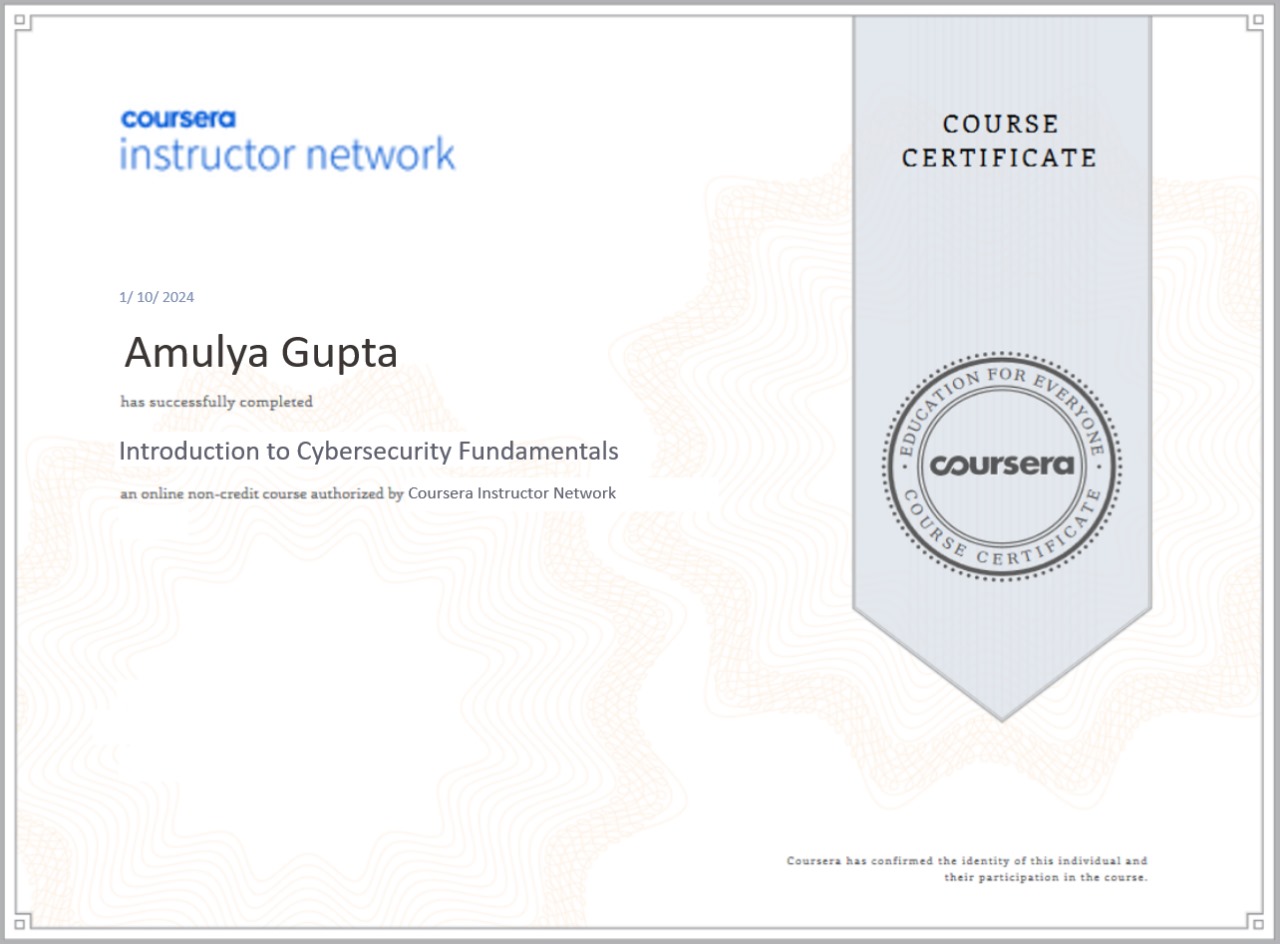 coursera
instructor network
COURSE
CERTIFICATE
1/ 10/ 2024
Amulya Gupta
has successfully completed
Introduction to Cybersecurity Fundamentals
an online non-credit course authorized by Coursera Instructor Network
EDUCATION FOR EVERYONE
coursera
COURSE CERTIFICATE
Coursera has confirmed the identity of this individual and
their participation in the course.